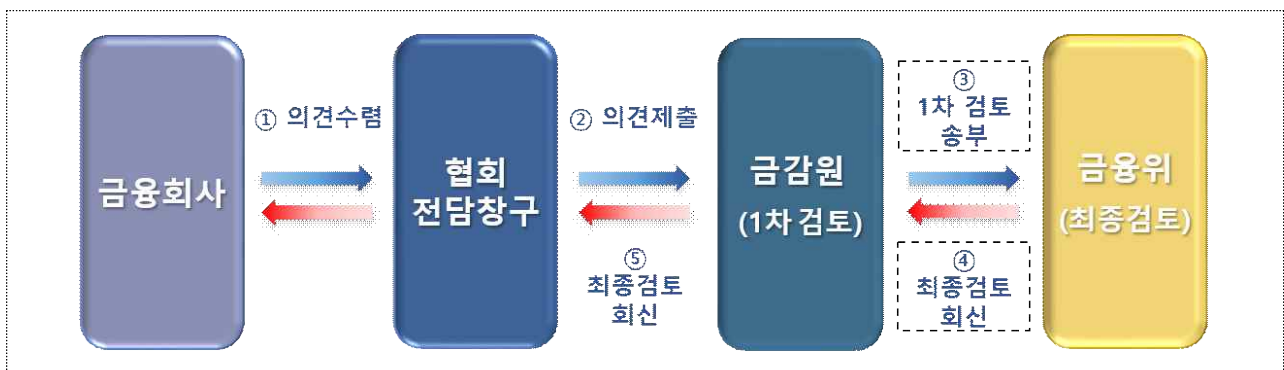 금융회사
① 의견수렴
협회
전담창구
② 의견제출
⑤
최종검토
회신
금감원
(1차 검토)
③
1차 검토
송부
④
최종검토
회신
금융위
(최종검토)